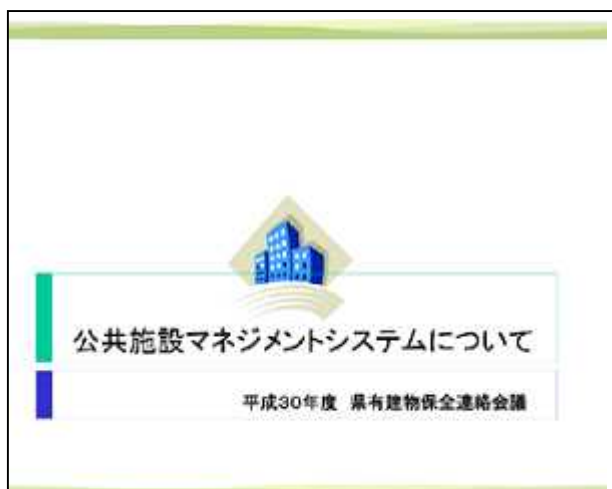 公共施設マネジメントシステムについて
平成30年度 県有建物保全連絡会議